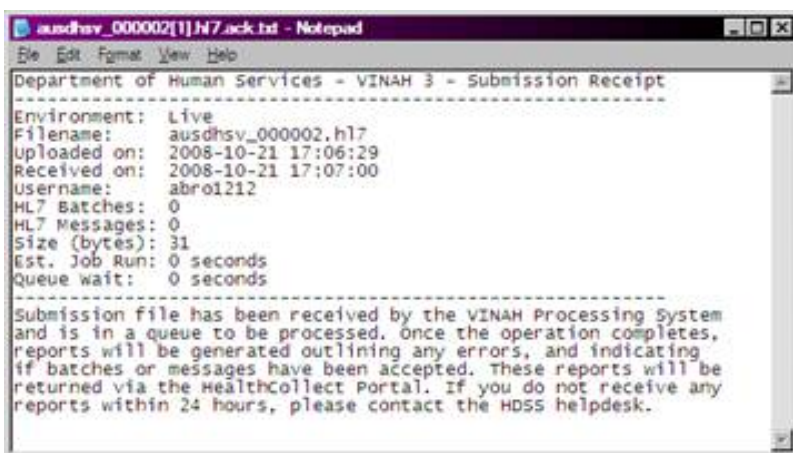 ausdhsv_000002[1].hl7.ack.txt - Notepad
File Edit Format View Help
Department of Human Services - VINAH 3 - Submission Receipt
-----------------------------------------------------------------
Environment: Live
Filename: ausdhsv_000002.hl7
Uploaded on: 2008-10-21 17:06:29
Received on: 2008-10-21 17:07:00
Username: abro1212
HL7 Batches: 0
HL7 Messages: 0
Size (bytes): 31
Est. Job Run: 0 seconds
Queue Wait: 0 seconds
-----------------------------------------------------------------
Submission file has been received by the VINAH Processing System
and is in a queue to be processed. Once the operation completes,
reports will be generated outlining any errors, and indicating
if batches or messages have been accepted. These reports will be
returned via the HealthCollect Portal. If you do not receive any
reports within 24 hours, please contact the HDSS helpdesk.